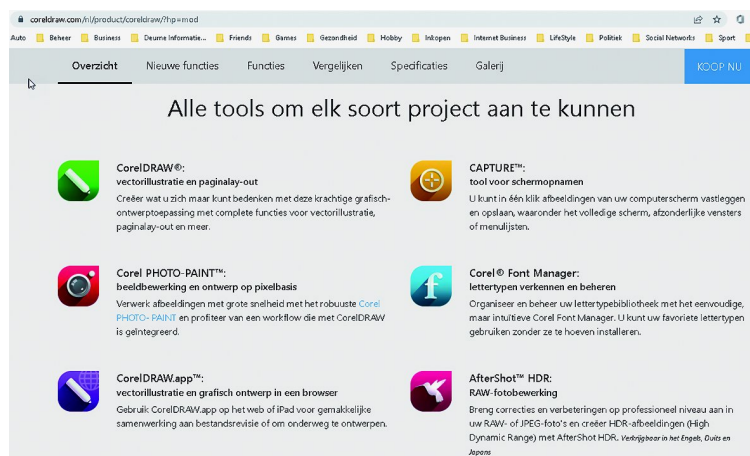 coreldraw.com/nl/product/coreldraw/?hp=mod
Auto Beheer Business Deurne Informatie... Friends Games Gezondheid Hobby Inkopen Internet Business LifeStyle Politiek Social Networks Sport
Overzicht Nieuwe functies Functies Vergelijken Specificaties Galerij KOOP NU
Alle tools om elk soort project aan te kunnen
CorelDRAW®:
vectorillustratie en paginalay-out
Creëer wat u zich maar kunt bedenken met deze krachtige grafisch-
ontwerptoepassing met complete functies voor vectorillustratie,
paginalay-out en meer.
CAPTURE™:
tool voor schermopnamen
U kunt in één klik afbeeldingen van uw computerscherm vastleggen
en opslaan, waaronder het volledige scherm, afzonderlijke vensters
of menulijsten.
Corel PHOTO-PAINT™:
beeldbewerking en ontwerp op pixelbasis
Verwerk afbeeldingen met grote snelheid met het robuuste Corel
PHOTO- PAINT en profiteer van een workflow die met CorelDRAW
is geïntegreerd.
Corel® Font Manager:
lettertypen verkennen en beheren
Organiseer en beheer uw lettertypebibliotheek met het eenvoudige,
maar intuïtieve Corel Font Manager. U kunt uw favoriete lettertypen
gebruiken zonder ze te hoeven installeren.
CorelDRAW.app™:
vectorillustratie en grafisch ontwerp in een browser
Gebruik CorelDRAW.app op het web of iPad voor gemakkelijke
samenwerking aan bestandsrevisie of om onderweg te ontwerpen.
AfterShot™ HDR:
RAW-fotobewerking
Breng correcties en verbeteringen op professioneel niveau aan in
uw RAW- of JPEG-foto's en creëer HDR-afbeeldingen (High
Dynamic Range) met AfterShot HDR. Verkrijgbaar in het Engels, Duits en
Japans